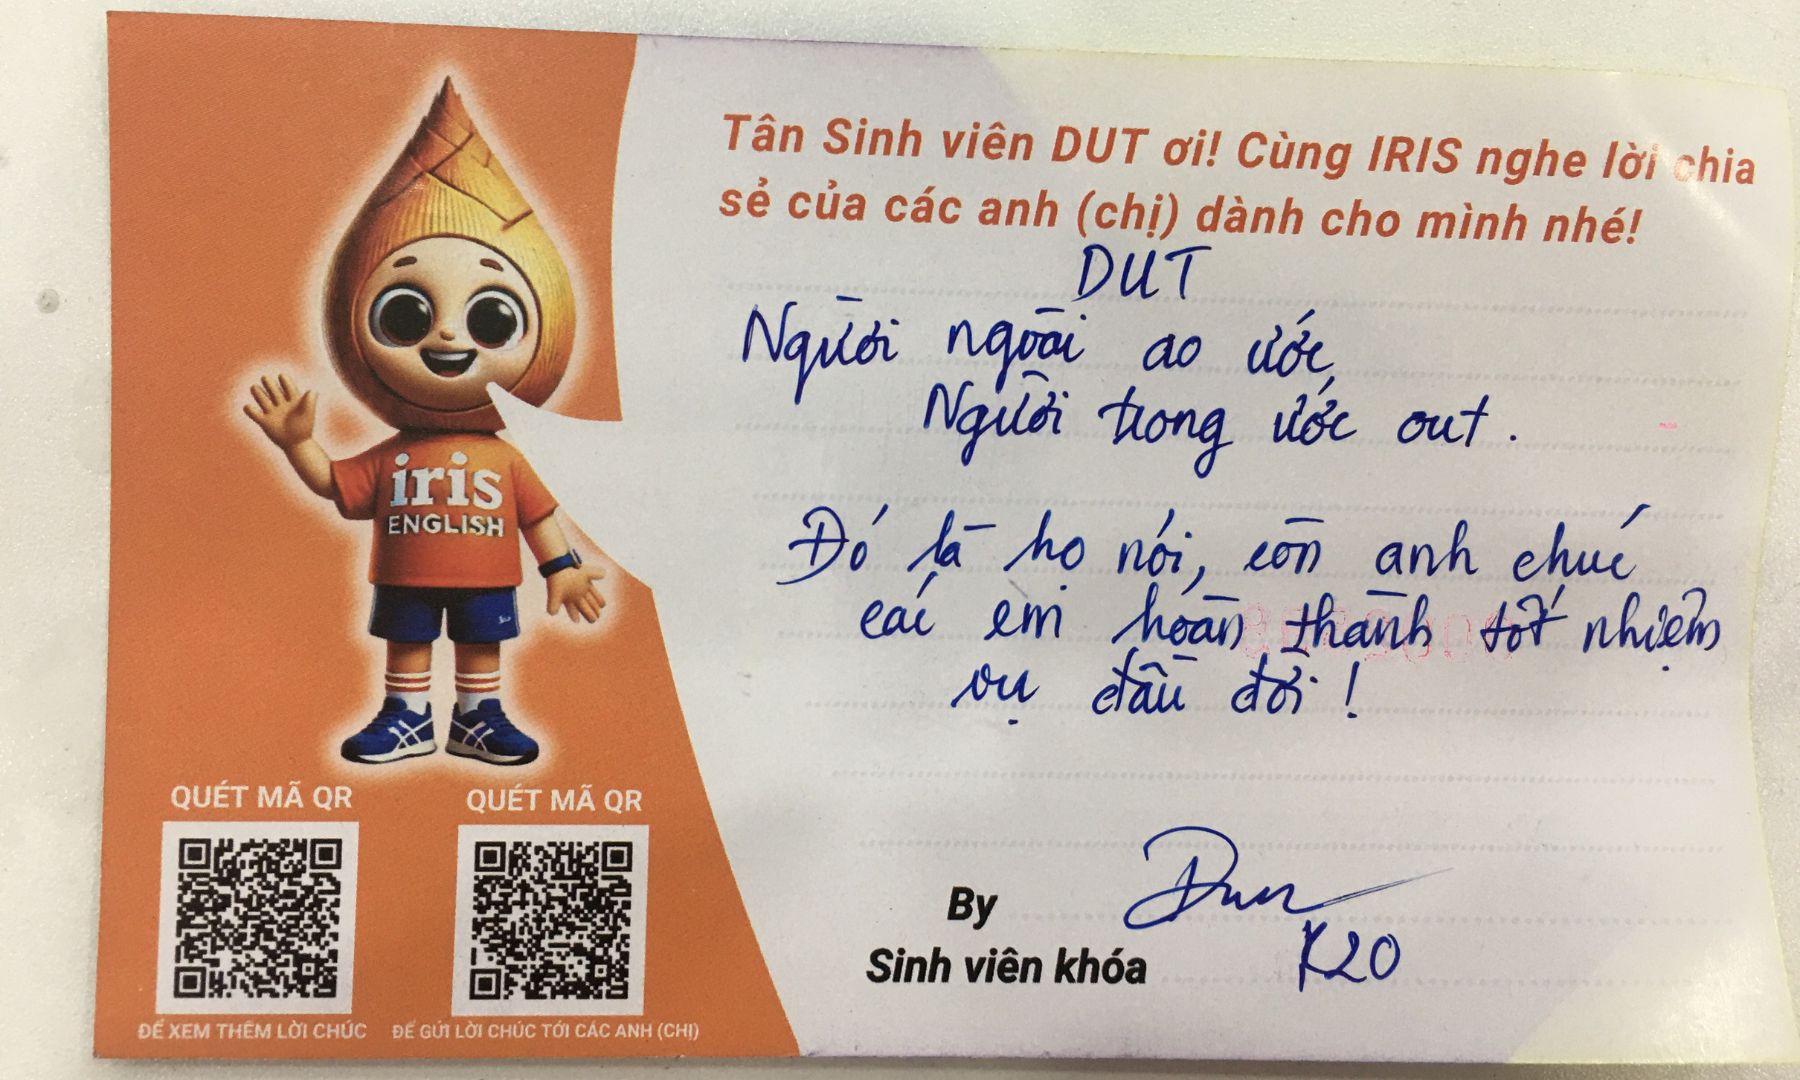 Tân Sinh viên DUT ơi! Cùng IRIS nghe lời chia
sẻ của các anh (chị) dành cho mình nhé!
DUT
Người ngoài ao ước,
Người trong ước out.
Đó là họ nói, còn anh chúc
các em hoàn thành tốt nhiệm
vụ đầu đời!
By
Sinh viên khóa K20
iris
ENGLISH
QUÉT MÃ QR
ĐỂ XEM THÊM LỜI CHÚC
QUÉT MÃ QR
ĐỂ GỬI LỜI CHÚC TỚI CÁC ANH (CHỊ)